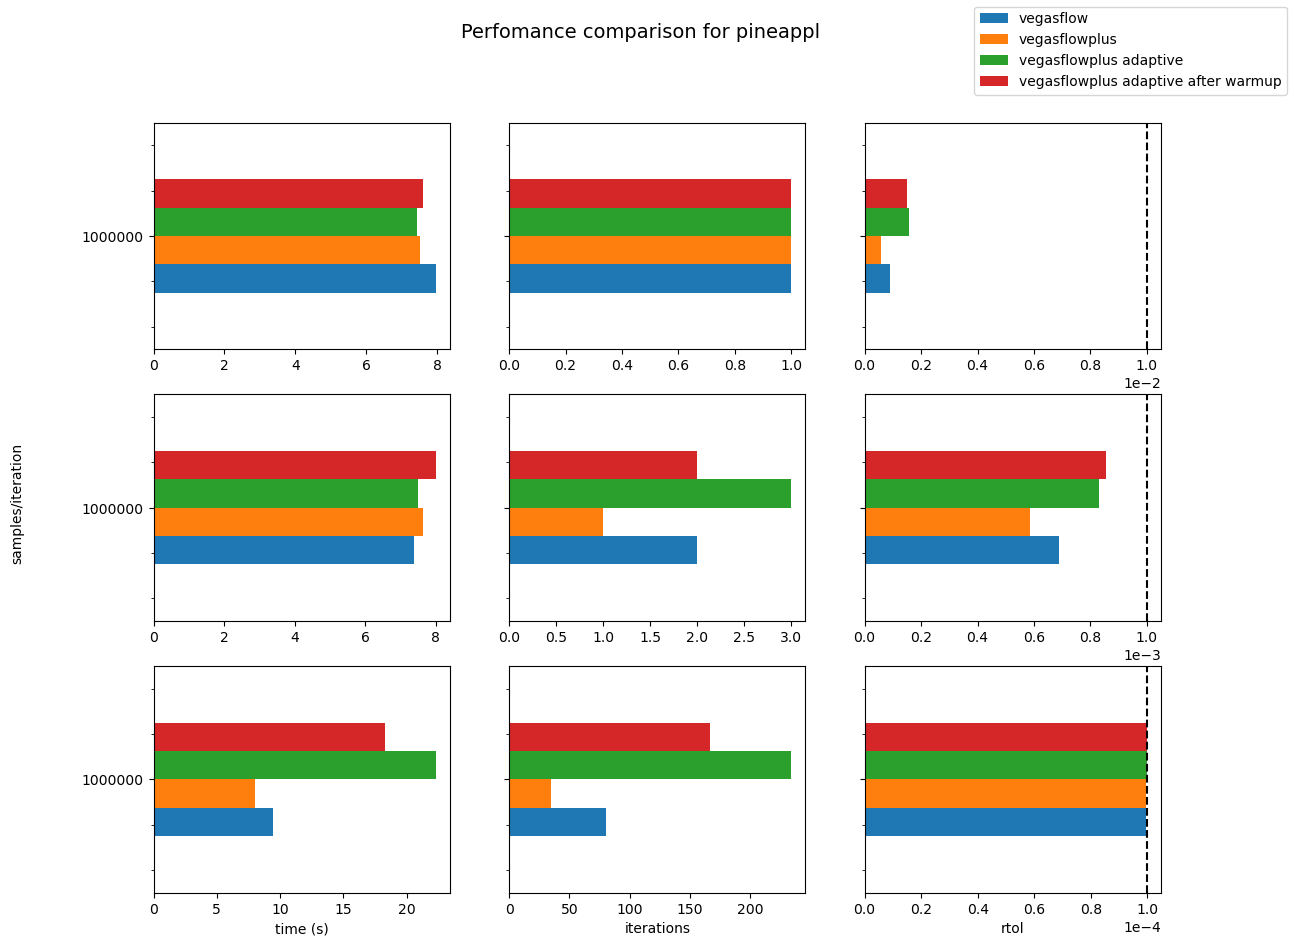 Perfomance comparison for pineappl
vegasflow
vegasflowplus
vegasflowplus adaptive
vegasflowplus adaptive after warmup
1000000
0 2 4 6 8
0.0 0.2 0.4 0.6 0.8 1.0
0.0 0.2 0.4 0.6 0.8 1.0
1e−2
samples/iteration
1000000
0 2 4 6 8
0.0 0.5 1.0 1.5 2.0 2.5 3.0
0.0 0.2 0.4 0.6 0.8 1.0
1e−3
1000000
0 5 10 15 20
time (s)
0 50 100 150 200
iterations
0.0 0.2 0.4 0.6 0.8 1.0
1e−4
rtol